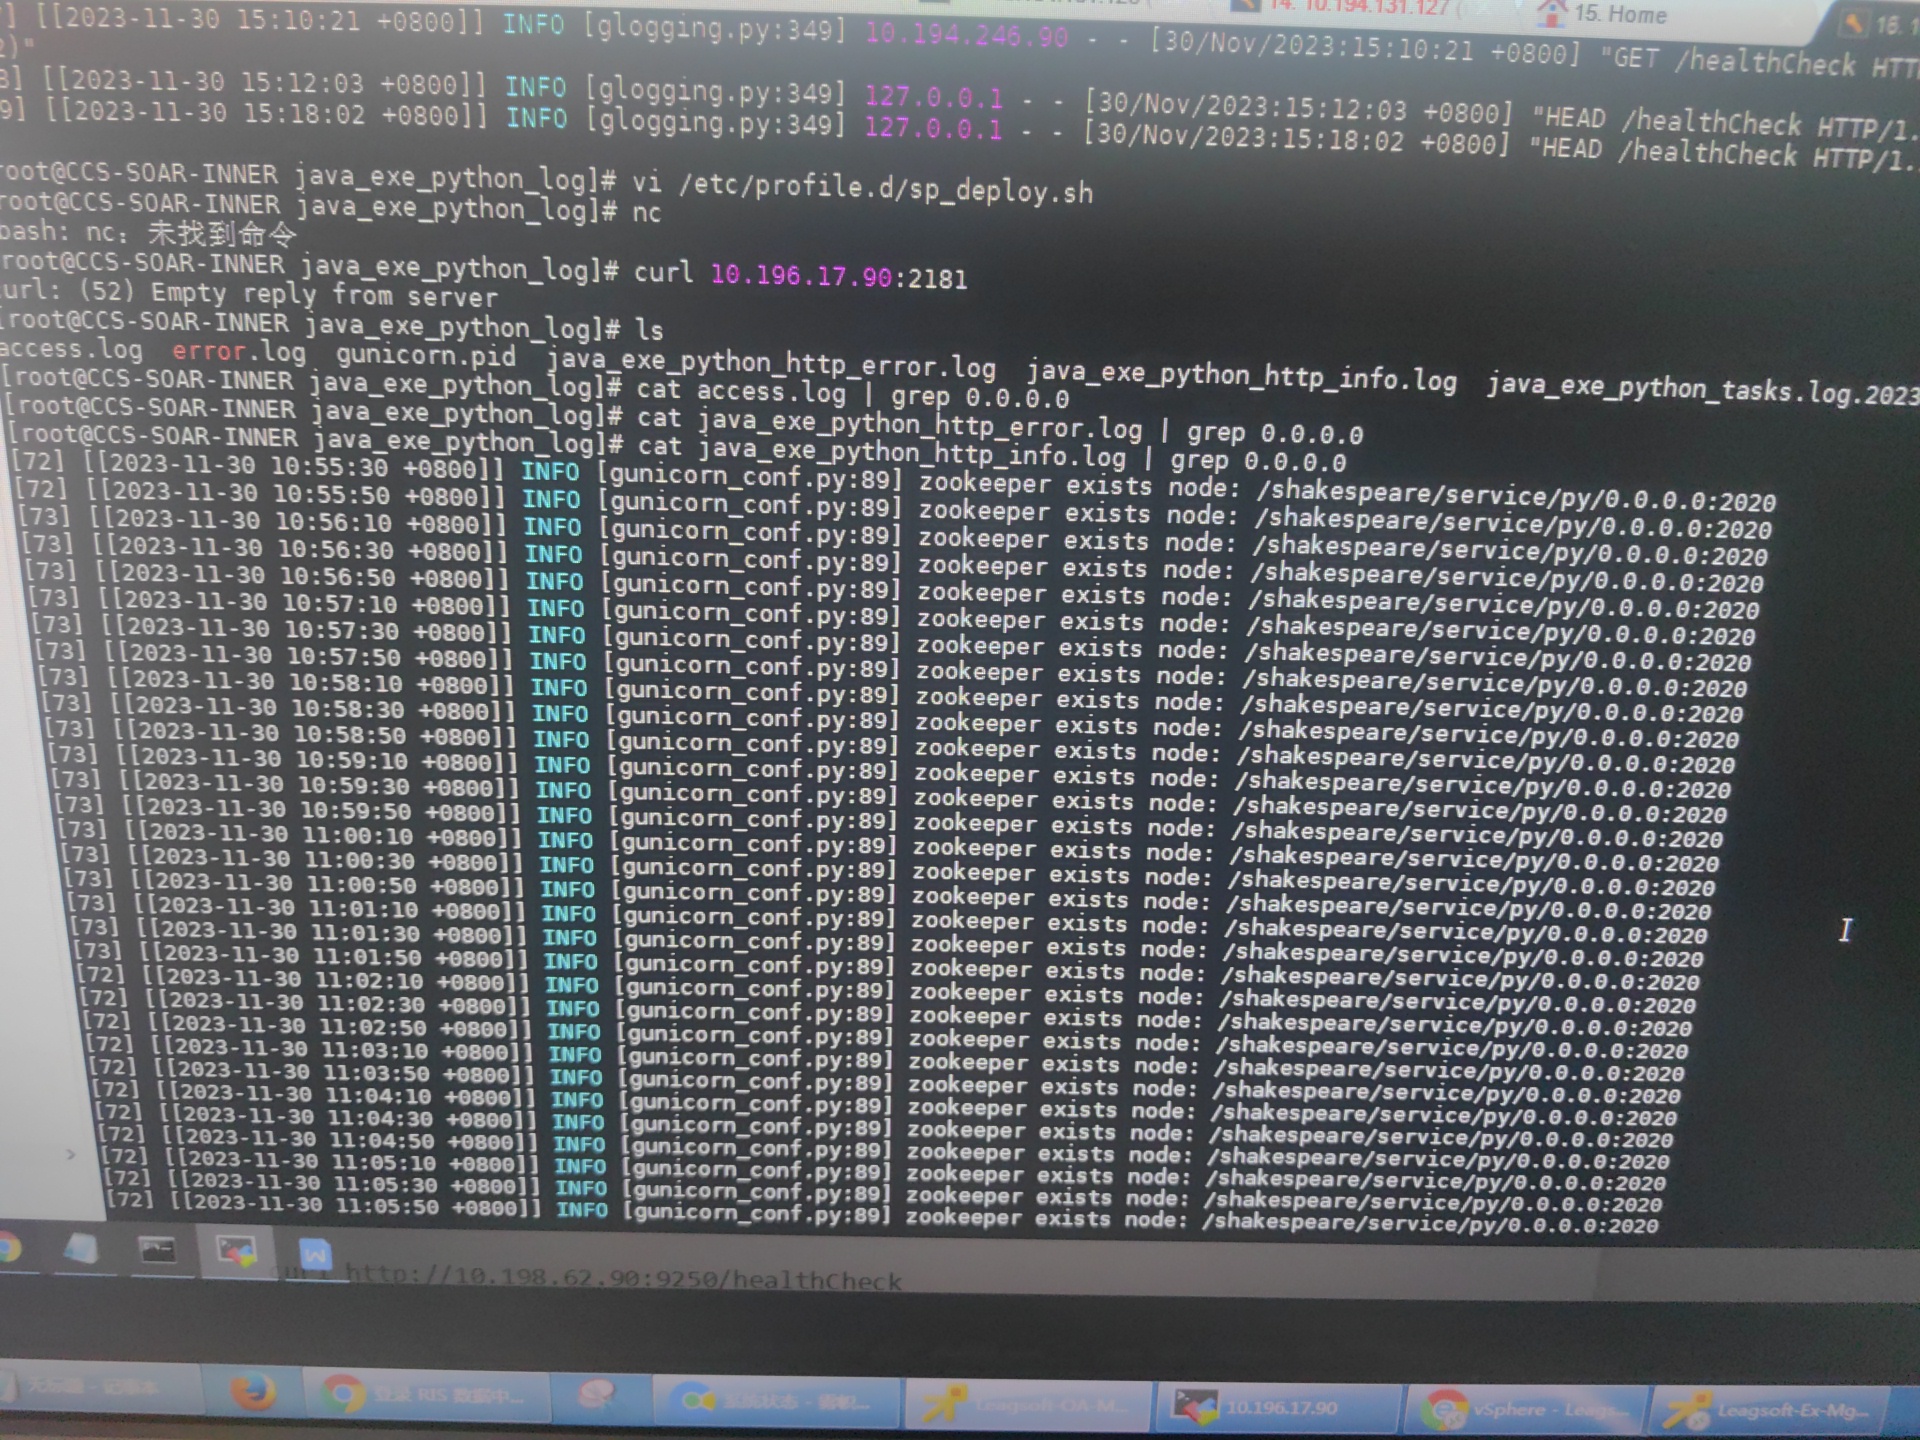 14. 10.194.131.127
15. Home
16. 1
[[2023-11-30 15:10:21 +0800]] INFO [glogging.py:349] 10.194.246.90 - - [30/Nov/2023:15:10:21 +0800] "GET /healthCheck HTT
2)"
3] [[2023-11-30 15:12:03 +0800]] INFO [glogging.py:349] 127.0.0.1 - - [30/Nov/2023:15:12:03 +0800] "HEAD /healthCheck HTTP/1.
9] [[2023-11-30 15:18:02 +0800]] INFO [glogging.py:349] 127.0.0.1 - - [30/Nov/2023:15:18:02 +0800] "HEAD /healthCheck HTTP/1.
root@CCS-SOAR-INNER java_exe_python_log]# vi /etc/profile.d/sp_deploy.sh
root@CCS-SOAR-INNER java_exe_python_log]# nc
bash: nc: 未找到命令
root@CCS-SOAR-INNER java_exe_python_log]# curl 10.196.17.90:2181
url: (52) Empty reply from server
[root@CCS-SOAR-INNER java_exe_python_log]# ls
access.log error.log gunicorn.pid java_exe_python_http_error.log java_exe_python_http_info.log java_exe_python_tasks.log.2023
[root@CCS-SOAR-INNER java_exe_python_log]# cat access.log | grep 0.0.0.0
[root@CCS-SOAR-INNER java_exe_python_log]# cat java_exe_python_http_error.log | grep 0.0.0.0
[root@CCS-SOAR-INNER java_exe_python_log]# cat java_exe_python_http_info.log | grep 0.0.0.0
[72] [[2023-11-30 10:55:30 +0800]] INFO [gunicorn_conf.py:89] zookeeper exists node: /shakespeare/service/py/0.0.0.0:2020
[72] [[2023-11-30 10:55:50 +0800]] INFO [gunicorn_conf.py:89] zookeeper exists node: /shakespeare/service/py/0.0.0.0:2020
[73] [[2023-11-30 10:56:10 +0800]] INFO [gunicorn_conf.py:89] zookeeper exists node: /shakespeare/service/py/0.0.0.0:2020
[73] [[2023-11-30 10:56:30 +0800]] INFO [gunicorn_conf.py:89] zookeeper exists node: /shakespeare/service/py/0.0.0.0:2020
[73] [[2023-11-30 10:56:50 +0800]] INFO [gunicorn_conf.py:89] zookeeper exists node: /shakespeare/service/py/0.0.0.0:2020
[73] [[2023-11-30 10:57:10 +0800]] INFO [gunicorn_conf.py:89] zookeeper exists node: /shakespeare/service/py/0.0.0.0:2020
[73] [[2023-11-30 10:57:30 +0800]] INFO [gunicorn_conf.py:89] zookeeper exists node: /shakespeare/service/py/0.0.0.0:2020
[73] [[2023-11-30 10:57:50 +0800]] INFO [gunicorn_conf.py:89] zookeeper exists node: /shakespeare/service/py/0.0.0.0:2020
[73] [[2023-11-30 10:58:10 +0800]] INFO [gunicorn_conf.py:89] zookeeper exists node: /shakespeare/service/py/0.0.0.0:2020
[73] [[2023-11-30 10:58:30 +0800]] INFO [gunicorn_conf.py:89] zookeeper exists node: /shakespeare/service/py/0.0.0.0:2020
[73] [[2023-11-30 10:58:50 +0800]] INFO [gunicorn_conf.py:89] zookeeper exists node: /shakespeare/service/py/0.0.0.0:2020
[73] [[2023-11-30 10:59:10 +0800]] INFO [gunicorn_conf.py:89] zookeeper exists node: /shakespeare/service/py/0.0.0.0:2020
[73] [[2023-11-30 10:59:30 +0800]] INFO [gunicorn_conf.py:89] zookeeper exists node: /shakespeare/service/py/0.0.0.0:2020
[73] [[2023-11-30 10:59:50 +0800]] INFO [gunicorn_conf.py:89] zookeeper exists node: /shakespeare/service/py/0.0.0.0:2020
[73] [[2023-11-30 11:00:10 +0800]] INFO [gunicorn_conf.py:89] zookeeper exists node: /shakespeare/service/py/0.0.0.0:2020
[73] [[2023-11-30 11:00:30 +0800]] INFO [gunicorn_conf.py:89] zookeeper exists node: /shakespeare/service/py/0.0.0.0:2020
[73] [[2023-11-30 11:00:50 +0800]] INFO [gunicorn_conf.py:89] zookeeper exists node: /shakespeare/service/py/0.0.0.0:2020
[73] [[2023-11-30 11:01:10 +0800]] INFO [gunicorn_conf.py:89] zookeeper exists node: /shakespeare/service/py/0.0.0.0:2020
[73] [[2023-11-30 11:01:30 +0800]] INFO [gunicorn_conf.py:89] zookeeper exists node: /shakespeare/service/py/0.0.0.0:2020
[73] [[2023-11-30 11:01:50 +0800]] INFO [gunicorn_conf.py:89] zookeeper exists node: /shakespeare/service/py/0.0.0.0:2020
[72] [[2023-11-30 11:02:10 +0800]] INFO [gunicorn_conf.py:89] zookeeper exists node: /shakespeare/service/py/0.0.0.0:2020
[72] [[2023-11-30 11:02:30 +0800]] INFO [gunicorn_conf.py:89] zookeeper exists node: /shakespeare/service/py/0.0.0.0:2020
[72] [[2023-11-30 11:02:50 +0800]] INFO [gunicorn_conf.py:89] zookeeper exists node: /shakespeare/service/py/0.0.0.0:2020
[72] [[2023-11-30 11:03:10 +0800]] INFO [gunicorn_conf.py:89] zookeeper exists node: /shakespeare/service/py/0.0.0.0:2020
[72] [[2023-11-30 11:03:50 +0800]] INFO [gunicorn_conf.py:89] zookeeper exists node: /shakespeare/service/py/0.0.0.0:2020
[72] [[2023-11-30 11:04:10 +0800]] INFO [gunicorn_conf.py:89] zookeeper exists node: /shakespeare/service/py/0.0.0.0:2020
[72] [[2023-11-30 11:04:30 +0800]] INFO [gunicorn_conf.py:89] zookeeper exists node: /shakespeare/service/py/0.0.0.0:2020
[72] [[2023-11-30 11:04:50 +0800]] INFO [gunicorn_conf.py:89] zookeeper exists node: /shakespeare/service/py/0.0.0.0:2020
[72] [[2023-11-30 11:05:10 +0800]] INFO [gunicorn_conf.py:89] zookeeper exists node: /shakespeare/service/py/0.0.0.0:2020
[72] [[2023-11-30 11:05:30 +0800]] INFO [gunicorn_conf.py:89] zookeeper exists node: /shakespeare/service/py/0.0.0.0:2020
[72] [[2023-11-30 11:05:50 +0800]] INFO [gunicorn_conf.py:89] zookeeper exists node: /shakespeare/service/py/0.0.0.0:2020
curl http://10.198.62.90:9250/healthCheck
无标题 - 记事本
登录 RIS 数据中...
系统状态 -
Leagsoft-OA-M...
10.196.17.90
vSphere - Leags...
Leagsoft-Ex-Mg...